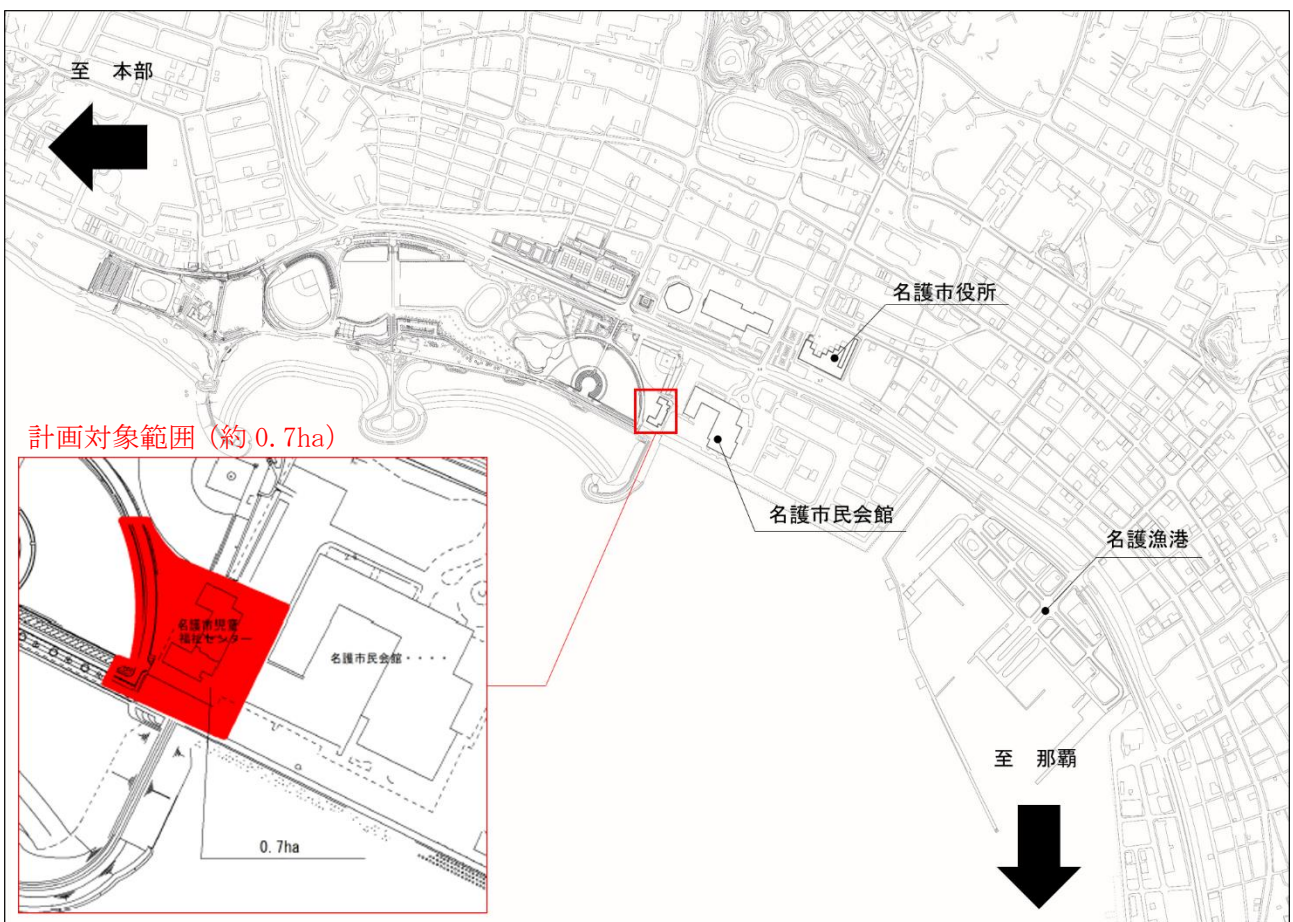 至 本部
名護市役所
計画対象範囲 (約0.7ha)
名護市民会館
名護漁港
名護市児童
福祉センター
名護市民会館・・・・
至 那覇
0.7ha